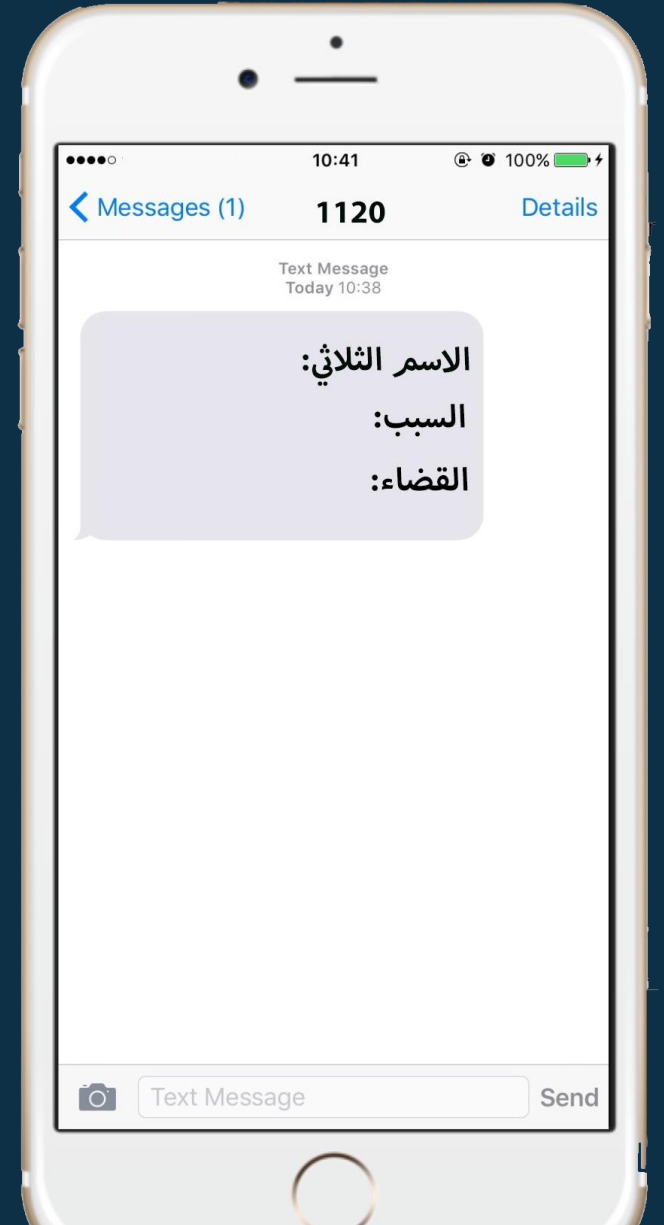 10:41
100%
Messages (1)
1120
Details
Text Message
Today 10:38
الاسم الثلاثي:
السبب:
القضاء:
Text Message
Send